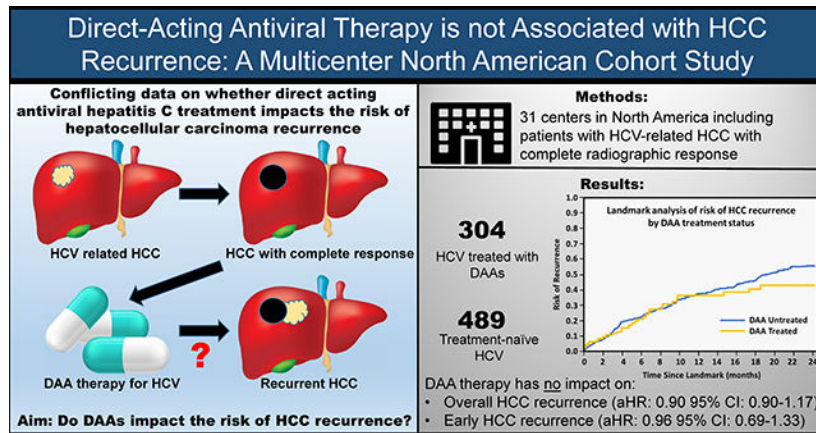 Direct-Acting Antiviral Therapy is not Associated with HCC
Recurrence: A Multicenter North American Cohort Study
Conflicting data on whether direct acting
antiviral hepatitis C treatment impacts the risk of
hepatocellular carcinoma recurrence
HCV related HCC
HCC with complete response
DAA therapy for HCV
?
Recurrent HCC
Aim: Do DAAs impact the risk of HCC recurrence?
Methods:
31 centers in North America including
patients with HCV-related HCC with
complete radiographic response
Results:
304
HCV treated with
DAAs
489
Treatment-naïve
HCV
Landmark analysis of risk of HCC recurrence
by DAA treatment status
Risk of Recurrence
1.0
0.9
0.8
0.7
0.6
0.5
0.4
0.3
0.2
0.1
0.0
DAA Untreated
DAA Treated
0 2 4 6 8 10 12 14 16 18 20 22 24
Time Since Landmark (months)
DAA therapy has no impact on:
• Overall HCC recurrence (aHR: 0.90 95% CI: 0.90-1.17)
• Early HCC recurrence (aHR: 0.96 95% CI: 0.69-1.33)